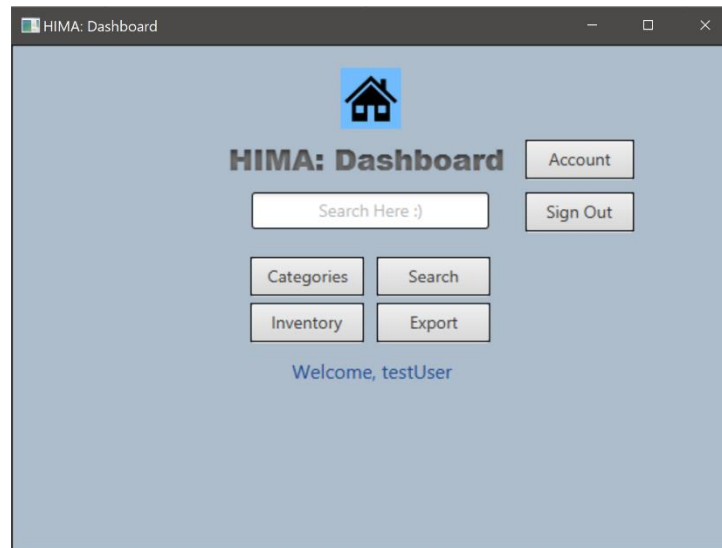 HIMA: Dashboard
HIMA: Dashboard
Account
Search Here :)
Sign Out
Categories
Search
Inventory
Export
Welcome, testUser